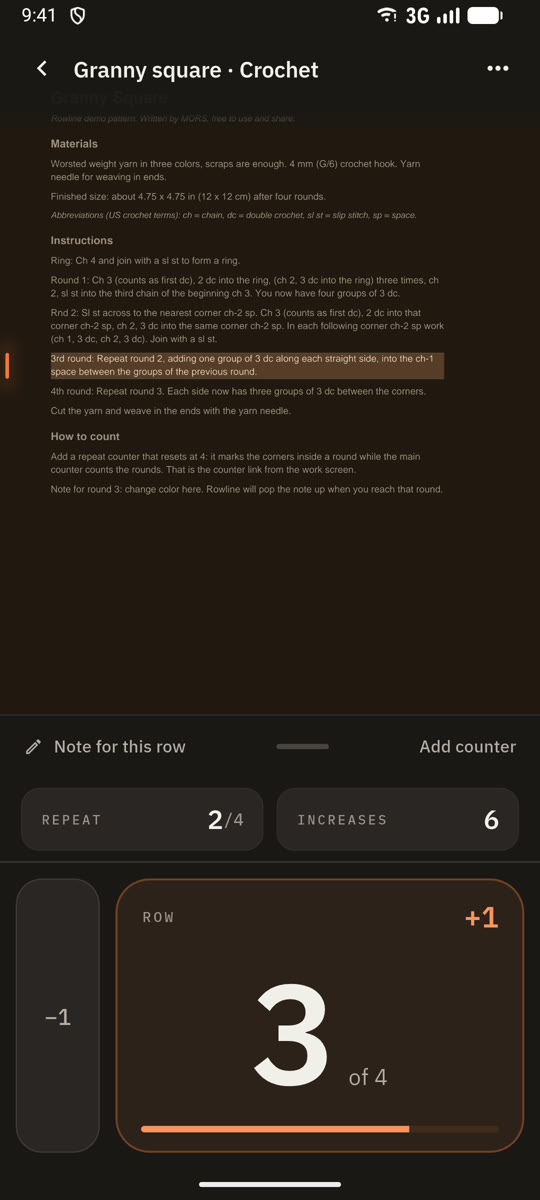 9:41
3G
Granny square · Crochet
Granny Square
Rowline demo pattern. Written by MDRS, free to use and share.
Materials
Worsted weight yarn in three colors, scraps are enough. 4 mm (G/6) crochet hook. Yarn
needle for weaving in ends.
Finished size: about 4.75 x 4.75 in (12 x 12 cm) after four rounds.
Abbreviations (US crochet terms): ch = chain, dc = double crochet, sl st = slip stitch, sp = space.
Instructions
Ring: Ch 4 and join with a sl st to form a ring.
Round 1: Ch 3 (counts as first dc), 2 dc into the ring, (ch 2, 3 dc into the ring) three times, ch
2, sl st into the third chain of the beginning ch 3. You now have four groups of 3 dc.
Rnd 2: Sl st across to the nearest corner ch-2 sp. Ch 3 (counts as first dc), 2 dc into that
corner ch-2 sp, ch 2, 3 dc into the same corner ch-2 sp. In each following corner ch-2 sp work
(ch 1, 3 dc, ch 2, 3 dc). Join with a sl st.
3rd round: Repeat round 2, adding one group of 3 dc along each straight side, into the ch-1
space between the groups of the previous round.
4th round: Repeat round 3. Each side now has three groups of 3 dc between the corners.
Cut the yarn and weave in the ends with the yarn needle.
How to count
Add a repeat counter that resets at 4: it marks the corners inside a round while the main
counter counts the rounds. That is the counter link from the work screen.
Note for round 3: change color here. Rowline will pop the note up when you reach that round.
Note for this row
Add counter
REPEAT 2/4
INCREASES 6
ROW +1
−1
3 of 4